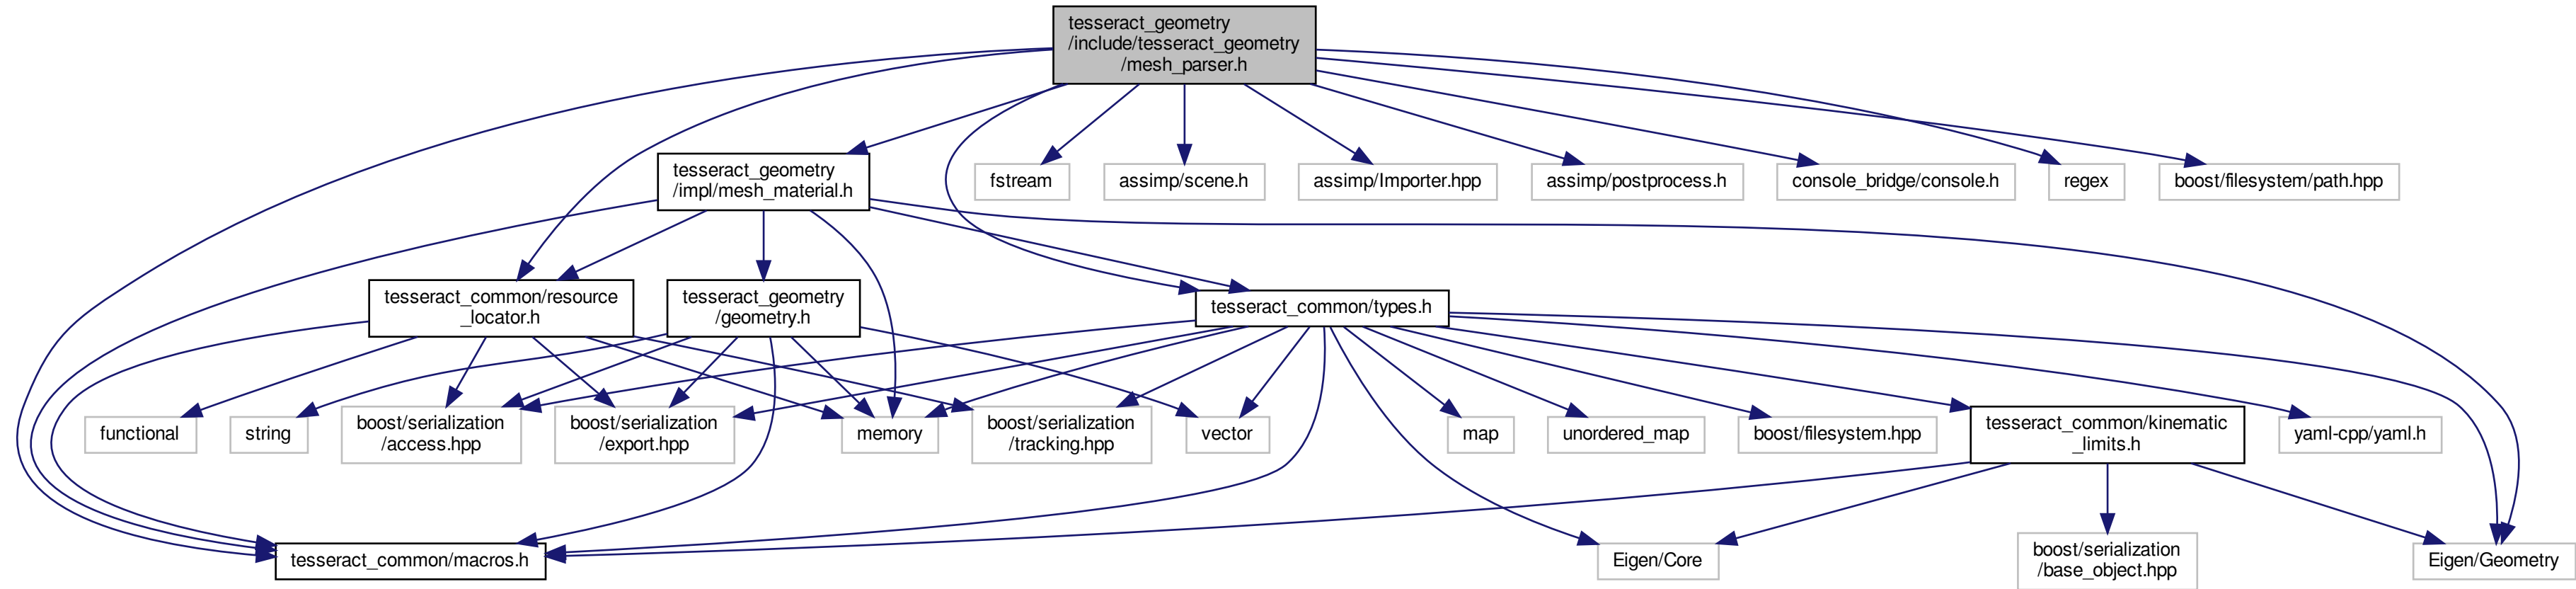 tesseract_geometry
/include/tesseract_geometry
/mesh_parser.h
tesseract_geometry
/impl/mesh_material.h
fstream
assimp/scene.h
assimp/Importer.hpp
assimp/postprocess.h
console_bridge/console.h
regex
boost/filesystem/path.hpp
tesseract_common/resource
_locator.h
tesseract_geometry
/geometry.h
tesseract_common/types.h
functional
string
boost/serialization
/access.hpp
boost/serialization
/export.hpp
memory
boost/serialization
/tracking.hpp
vector
map
unordered_map
boost/filesystem.hpp
tesseract_common/kinematic
_limits.h
yaml-cpp/yaml.h
tesseract_common/macros.h
Eigen/Core
boost/serialization
/base_object.hpp
Eigen/Geometry